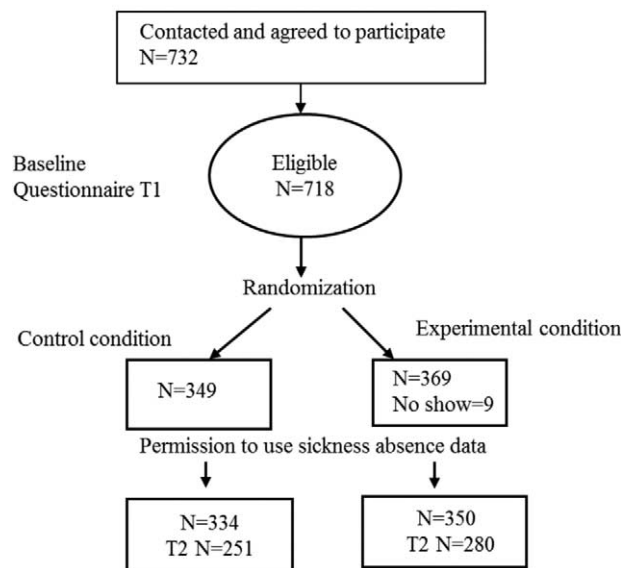 Contacted and agreed to participate
N=732
Baseline
Questionnaire T1
Eligible
N=718
Randomization
Control condition
Experimental condition
N=349
N=369
No show=9
Permission to use sickness absence data
N=334
T2 N=251
N=350
T2 N=280